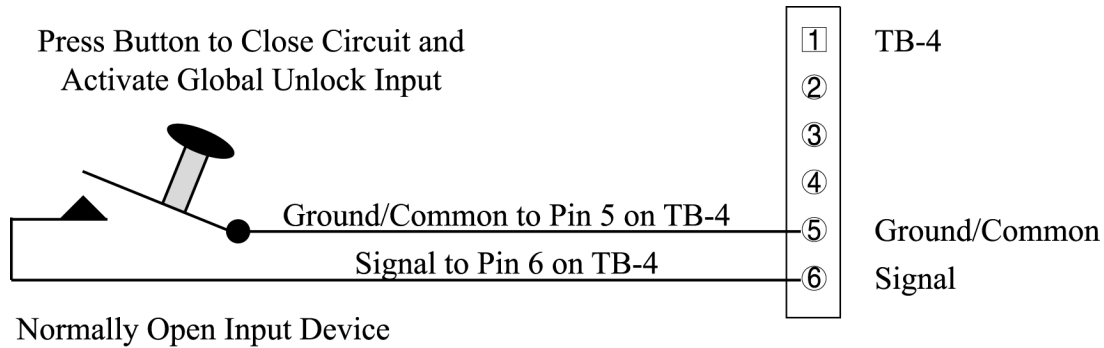 Press Button to Close Circuit and
Activate Global Unlock Input
1
TB-4
2
3
4
Ground/Common to Pin 5 on TB-4
5
Ground/Common
Signal to Pin 6 on TB-4
6
Signal
Normally Open Input Device